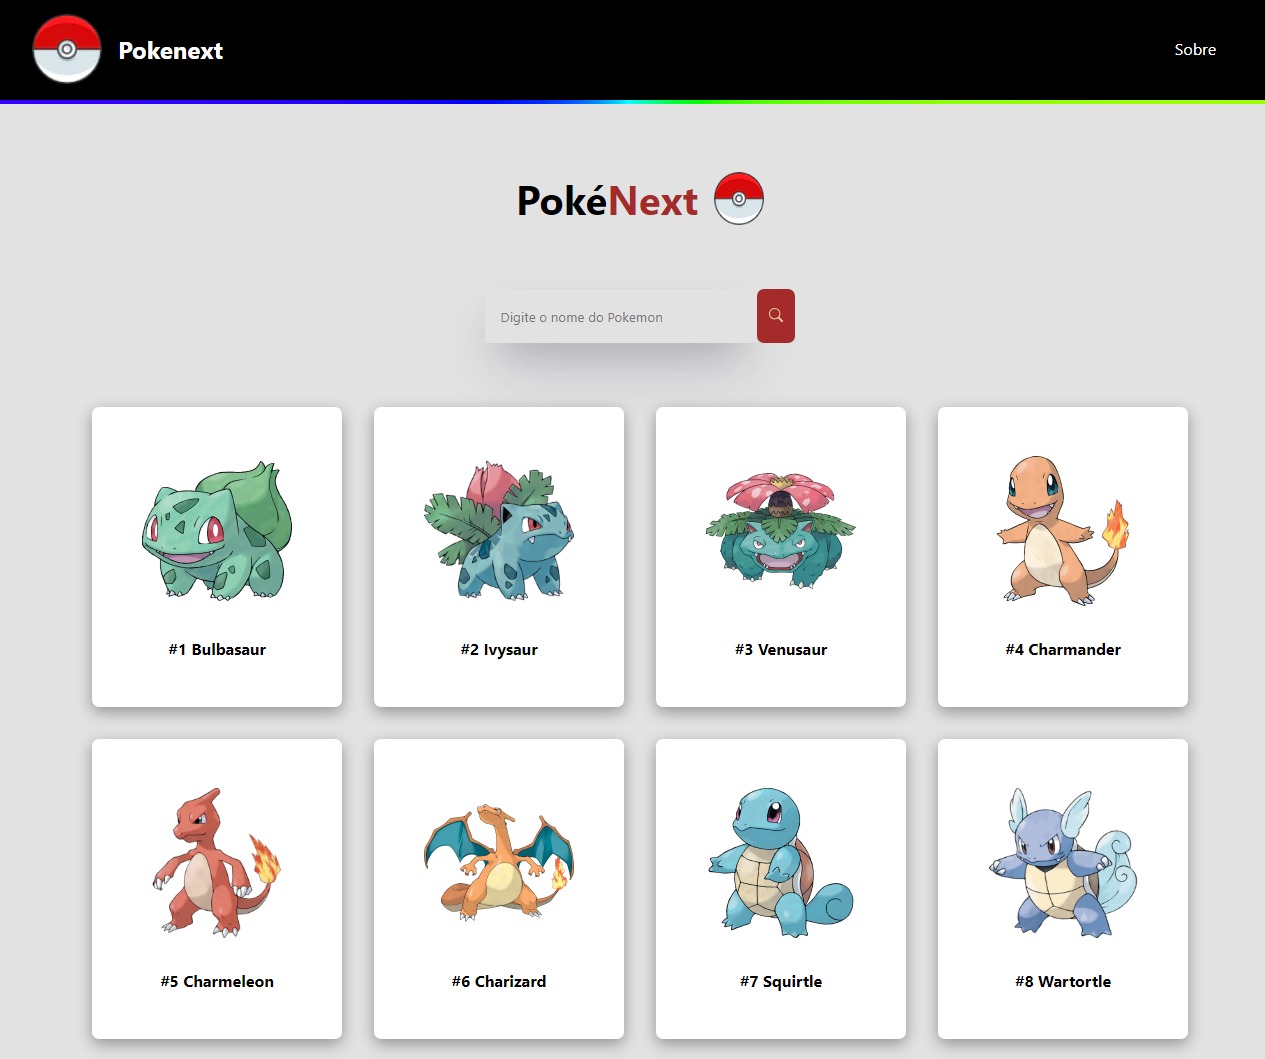 Pokenext
Sobre
PokéNext
Digite o nome do Pokemon
#1 Bulbasaur
#2 Ivysaur
#3 Venusaur
#4 Charmander
#5 Charmeleon
#6 Charizard
#7 Squirtle
#8 Wartortle